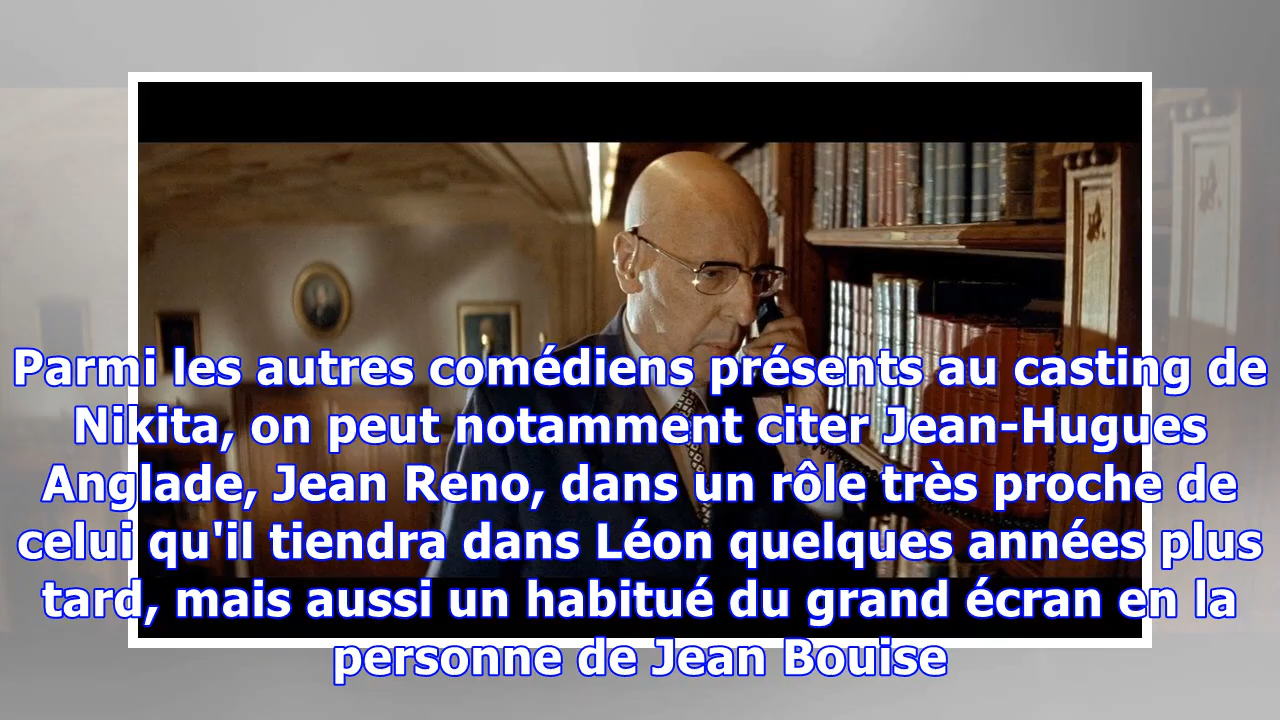 Parmi les autres comédiens présents au casting de
Nikita, on peut notamment citer Jean-Hugues
Anglade, Jean Reno, dans un rôle très proche de
celui qu'il tiendra dans Léon quelques années plus
tard, mais aussi un habitué du grand écran en la
personne de Jean Bouise